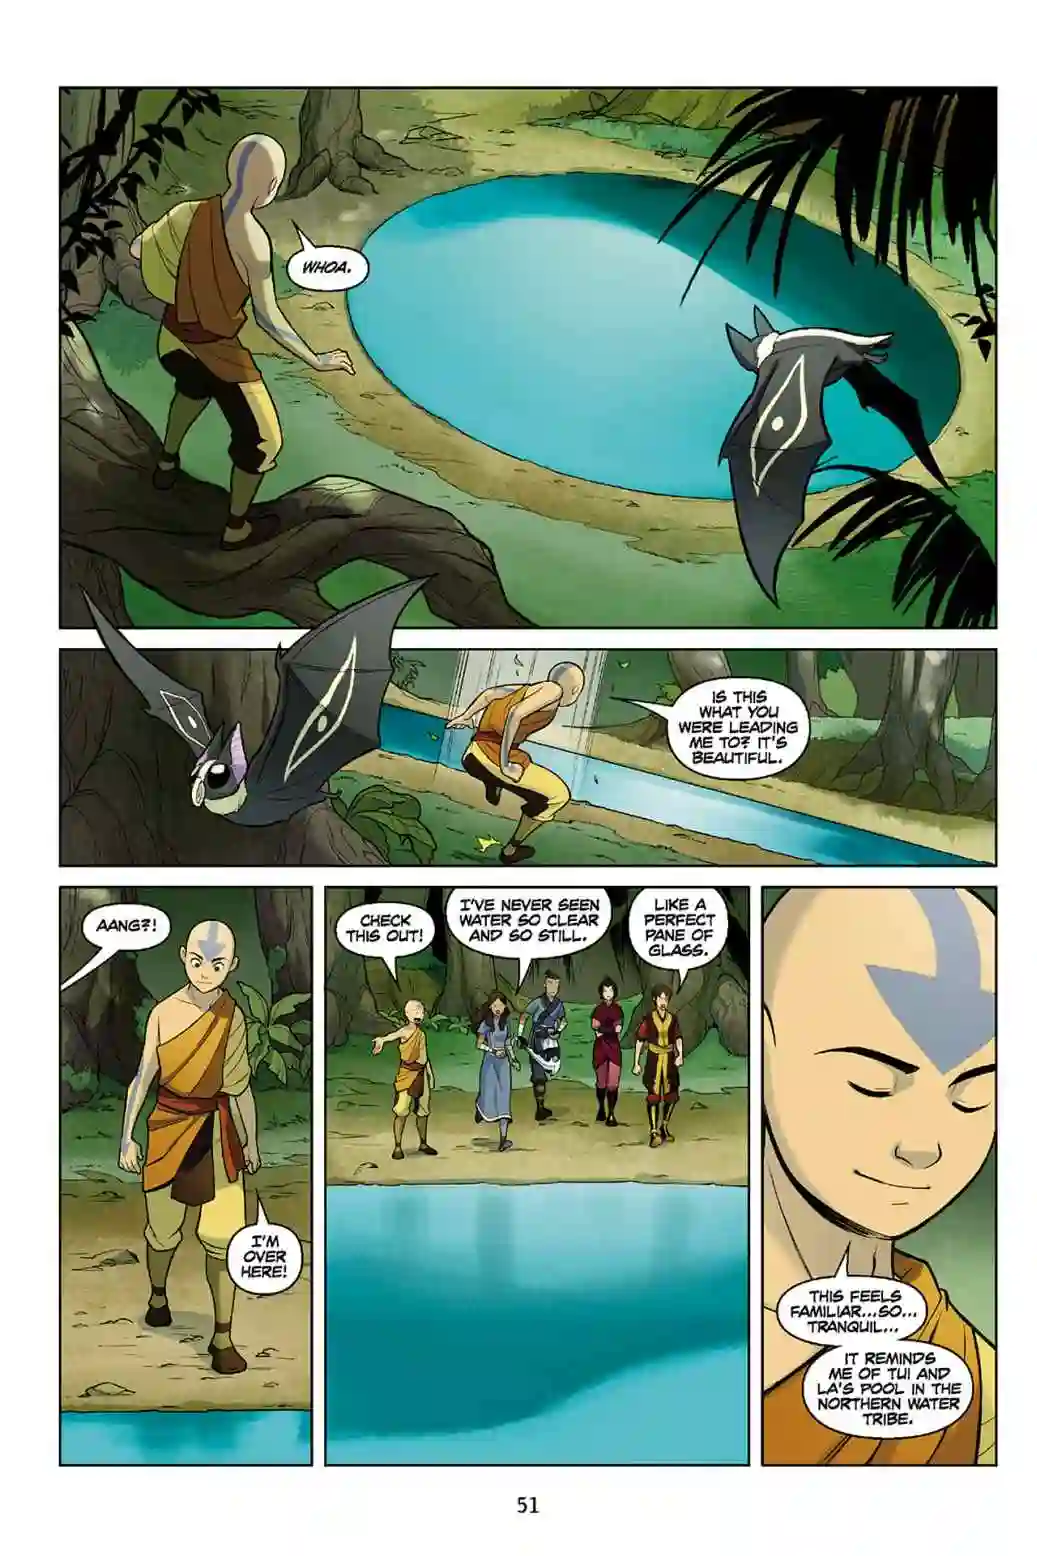 WHOA.
IS THIS
WHAT YOU
WERE LEADING
ME TO? IT'S
BEAUTIFUL.
AANG?!
I'M
OVER
HERE!
CHECK
THIS OUT!
I'VE NEVER SEEN
WATER SO CLEAR
AND SO STILL.
LIKE A
PERFECT
PANE OF
GLASS.
THIS FEELS
FAMILIAR...SO...
TRANQUIL...
IT REMINDS
ME OF TUI AND
LA'S POOL IN THE
NORTHERN WATER
TRIBE.
51